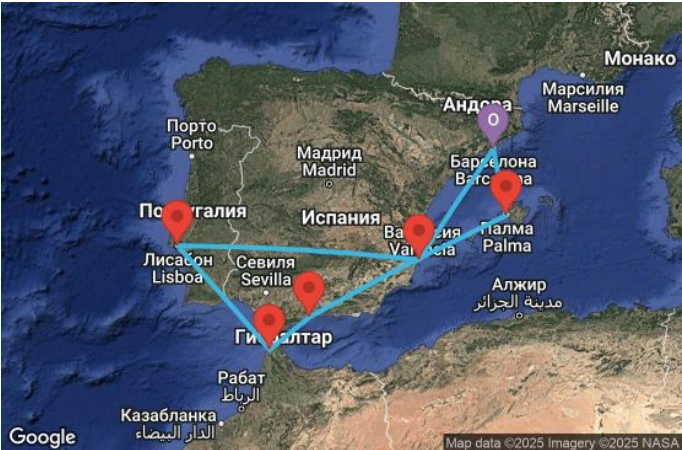 Монако
Марсилия
Marseille
Андора
O
Порто
Porto
Барселона
Мадрид
Madrid
Португалия
Испания
Палма
Palma
Лисабон
Lisboa
Севиля
Sevilla
Алжир
مدينة الجزائر
Рабат
الرباط
Казабланка
الدار البيضاء
Google
Map data ©2025 Imagery ©2025 NASA